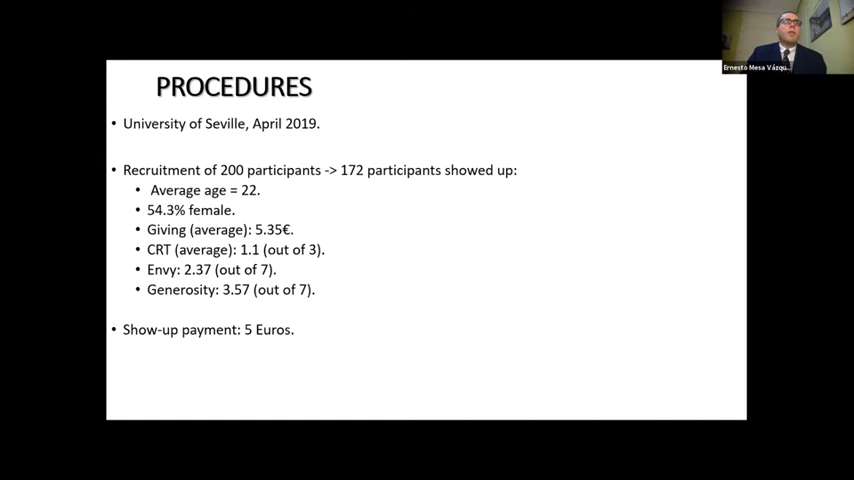 PROCEDURES
• University of Seville, April 2019.
• Recruitment of 200 participants -> 172 participants showed up:
• Average age = 22.
• 54.3% female.
• Giving (average): 5.35€.
• CRT (average): 1.1 (out of 3).
• Envy: 2.37 (out of 7).
• Generosity: 3.57 (out of 7).
• Show-up payment: 5 Euros.
Ernesto Mesa Vázqu...